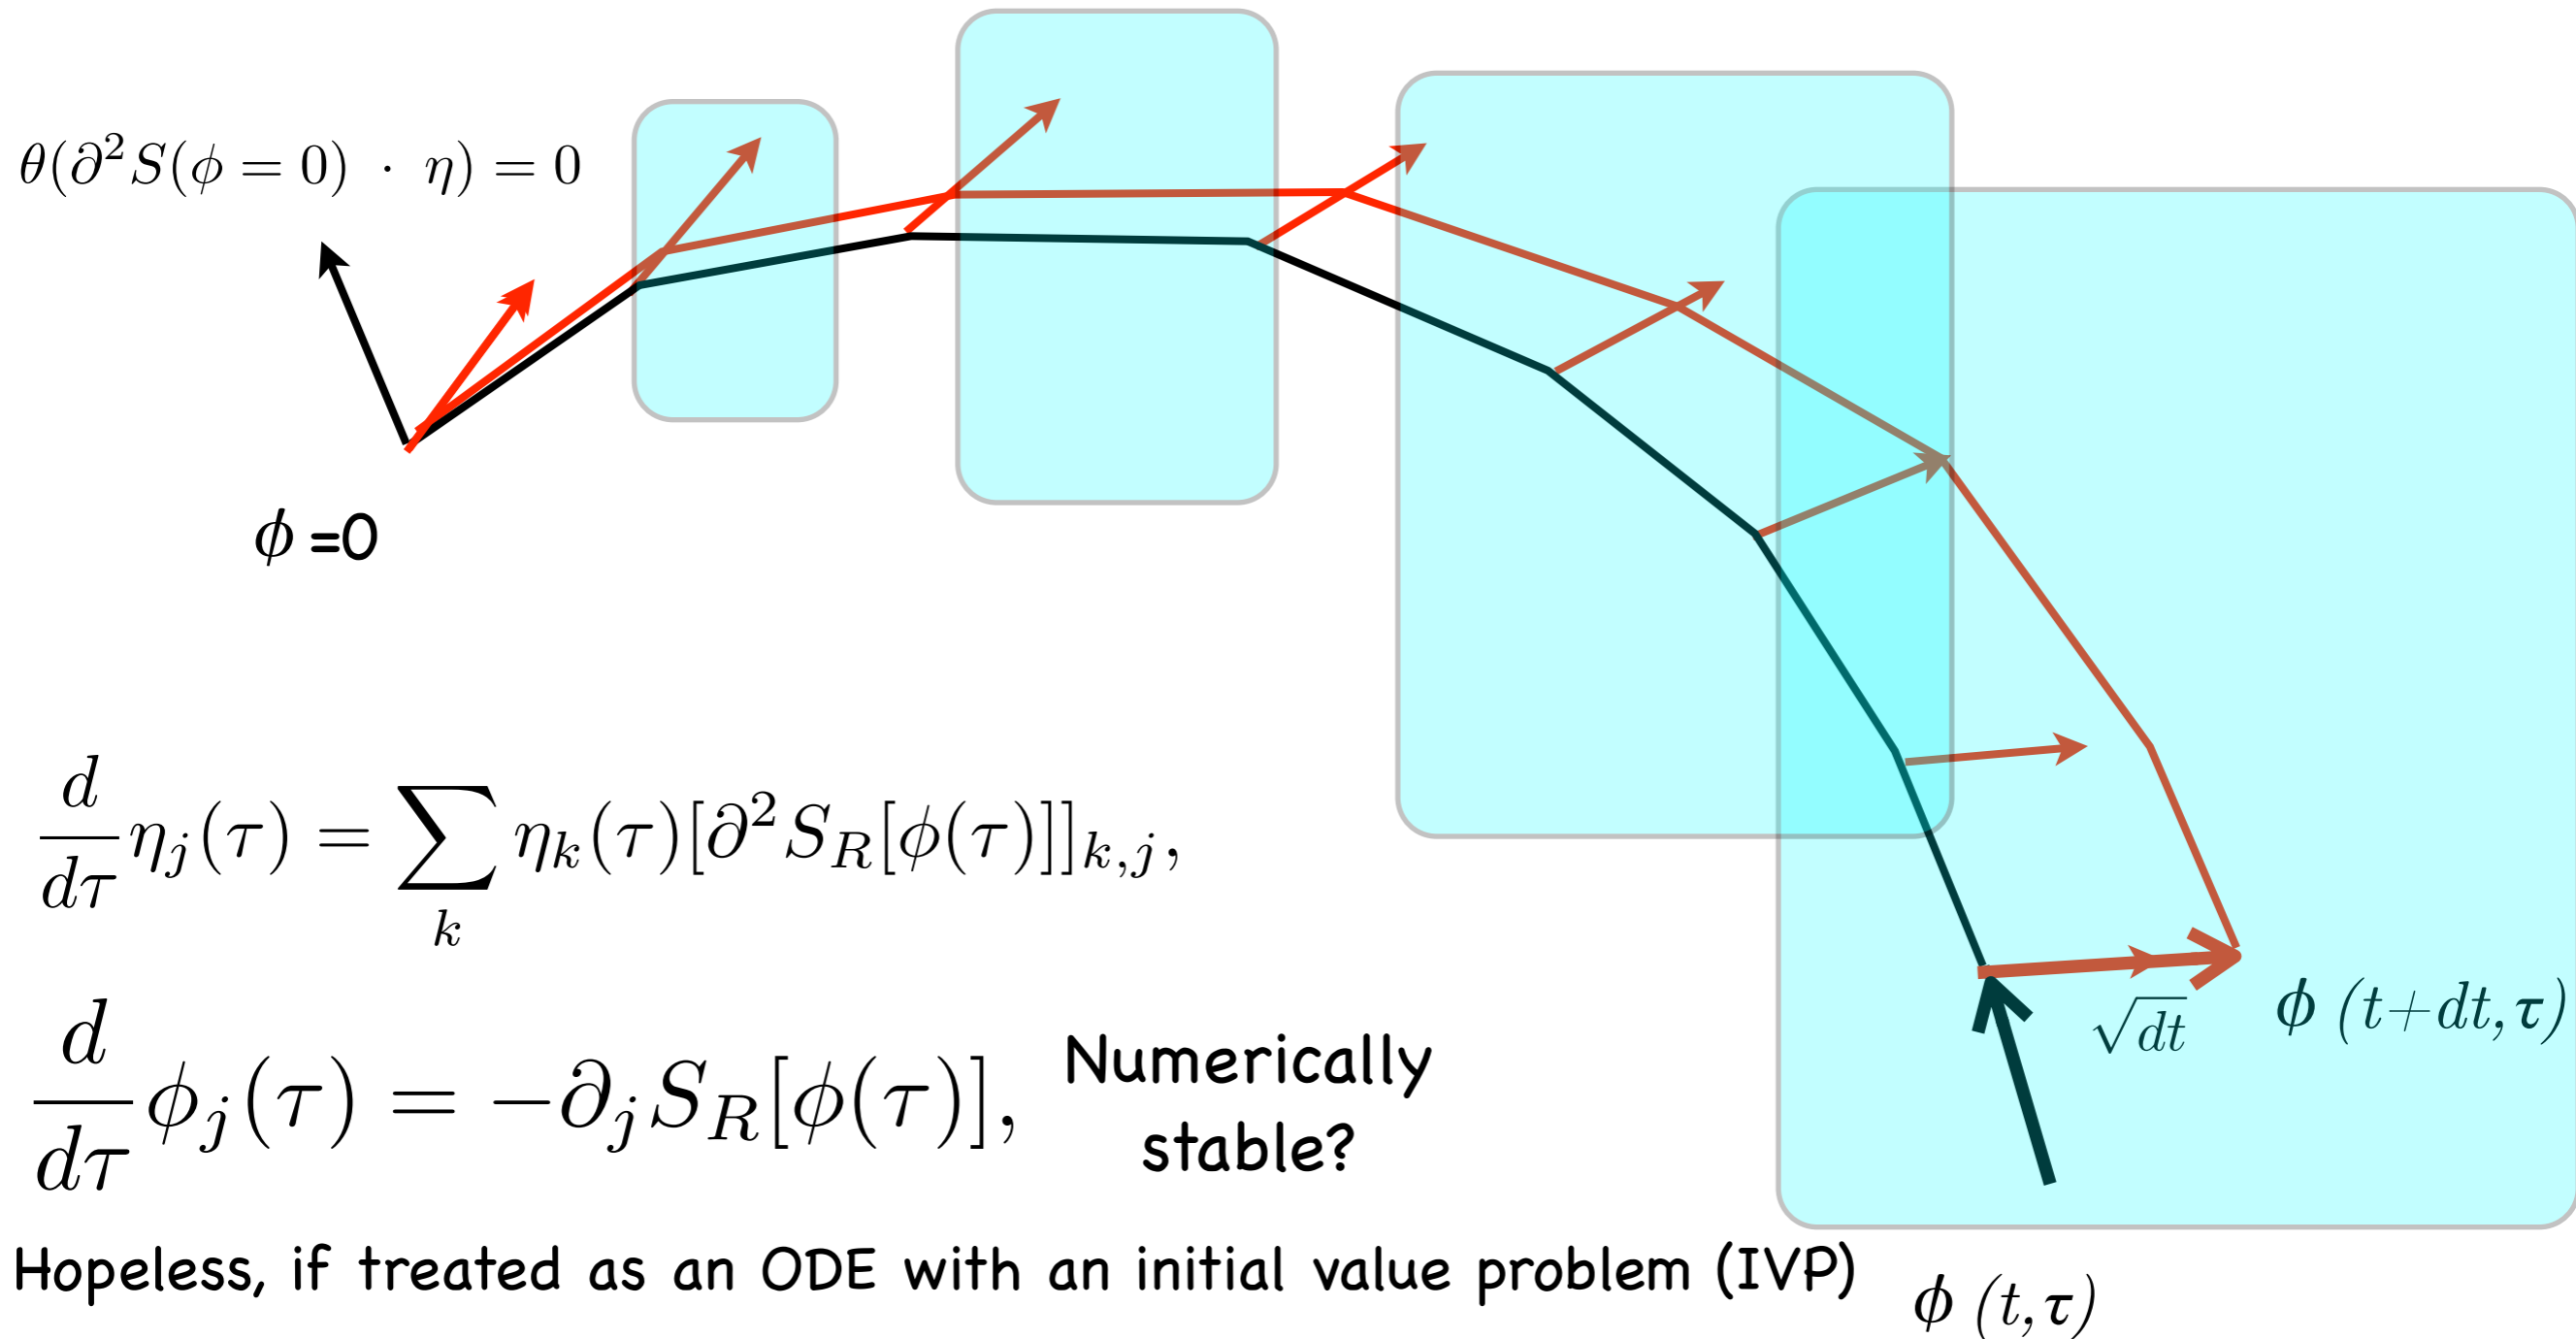 θ(∂²S(ϕ = 0) · η) = 0
ϕ =0
d/dτ η_j(τ) = ∑_k η_k(τ)[∂²S_R[ϕ(τ)]]_{k,j},
d/dτ ϕ_j(τ) = −∂_j S_R[ϕ(τ)],
Numerically
stable?
√dt
ϕ (t+dt,τ)
Hopeless, if treated as an ODE with an initial value problem (IVP)
ϕ (t,τ)